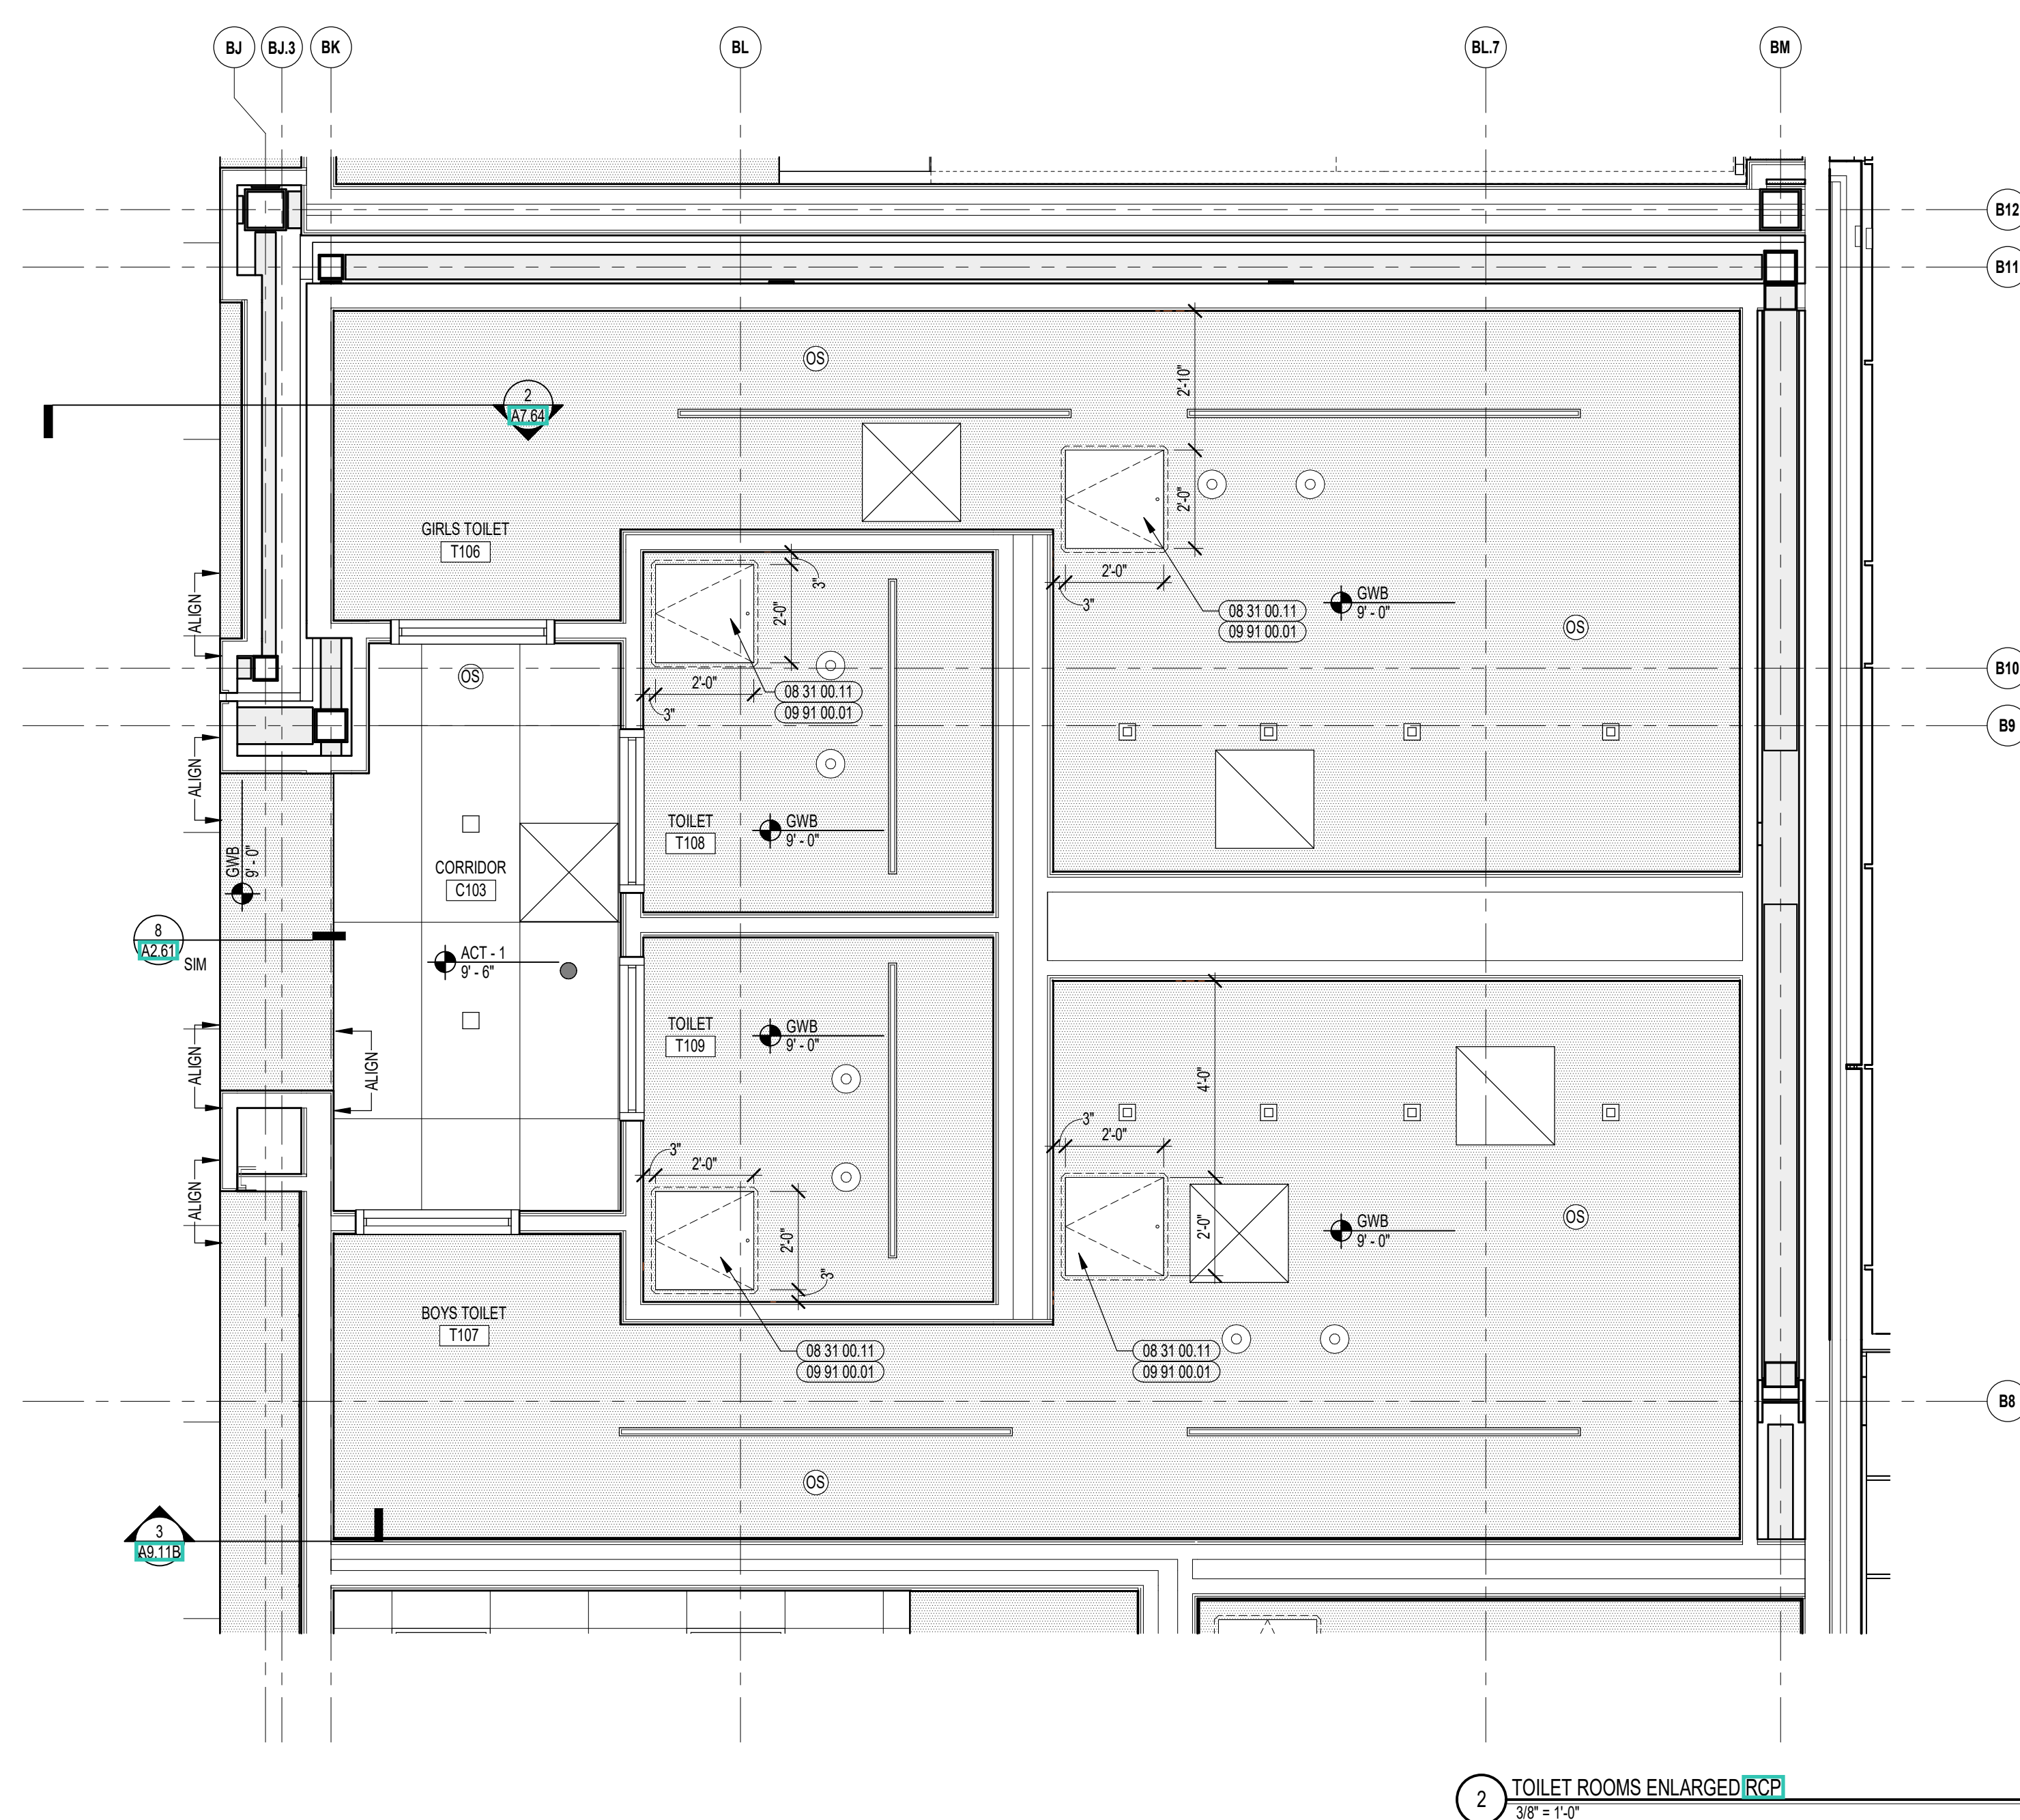 BJ
BJ.3
BK
BL
BL.7
BM
B12
B11
OS
2'-10"
2
A7.64
2'-0"
GIRLS TOILET
T106
3"
2'-0"
2'-0"
3"
GWB
9' - 0"
08 31 00.11
09 91 00.01
OS
ALIGN
OS
B10
2'-0"
3"
08 31 00.11
09 91 00.01
B9
ALIGN
TOILET
T108
GWB
9' - 0"
GWB
9' - 0"
CORRIDOR
C103
8
A2.61
SIM
ACT - 1
9' - 6"
TOILET
T109
GWB
9' - 0"
ALIGN
ALIGN
4'-0"
3"
2'-0"
3"
2'-0"
ALIGN
2'-0"
3"
2'-0"
GWB
9' - 0"
OS
BOYS TOILET
T107
08 31 00.11
09 91 00.01
08 31 00.11
09 91 00.01
B8
OS
3
A9.11B
2
TOILET ROOMS ENLARGED RCP
3/8" = 1'-0"